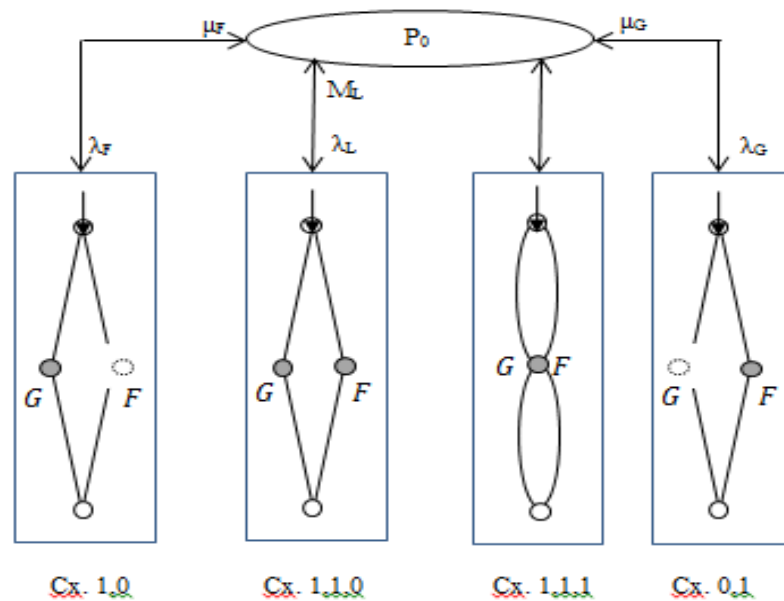 μF P₀ μG
ML
λF λL λG
G F G F G F G F
Cx. 1,0 Cx. 1,1,0 Cx. 1,1,1 Cx. 0,1